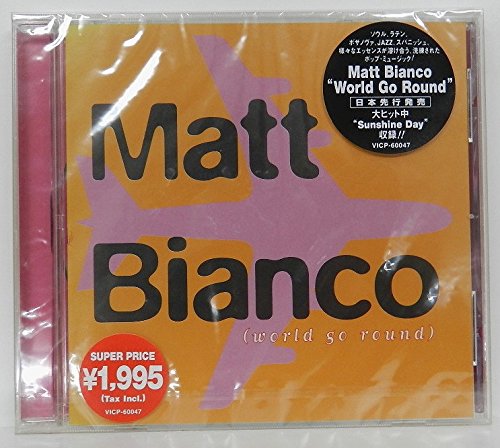 ソウル、ラテン、
ボサノヴァ、JAZZ、スパニッシュ、
様々なエッセンスが溶け合う、洗練された
ポップ・ミュージック!
Matt Bianco
"World Go Round"
日本先行発売
大ヒット中
"Sunshine Day"
収録!!
VICP-60047
Matt
Bianco
(world go round)
SUPER PRICE
¥1,995
(Tax Incl.)
VICP-60047